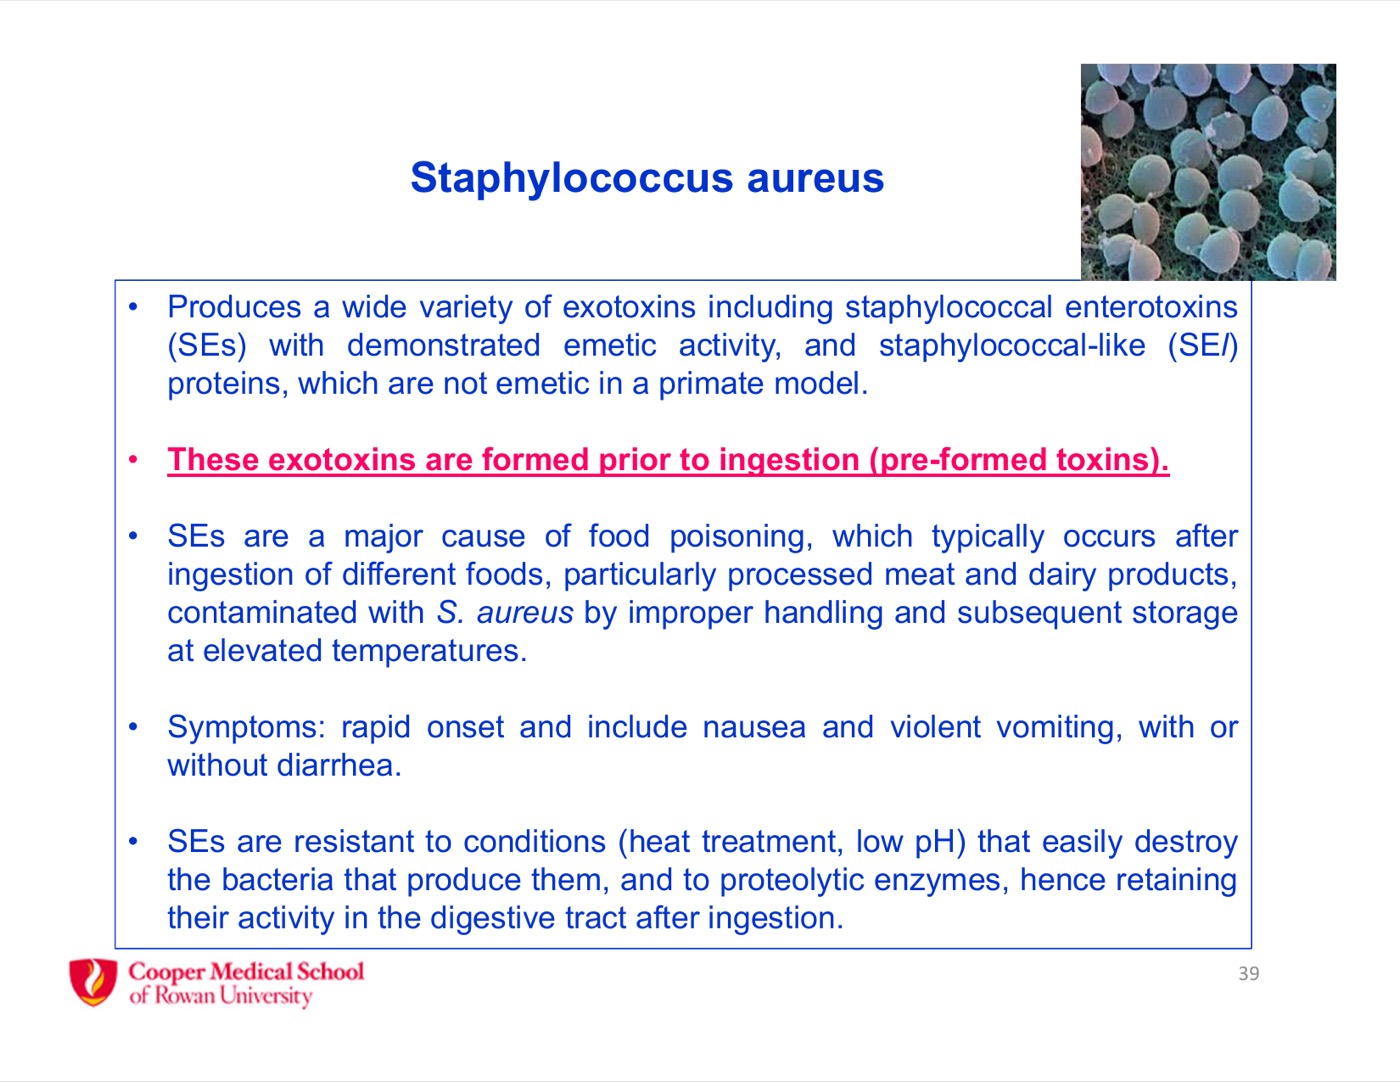 Staphylococcus aureus
• Produces a wide variety of exotoxins including staphylococcal enterotoxins
(SEs) with demonstrated emetic activity, and staphylococcal-like (SEl)
proteins, which are not emetic in a primate model.
• These exotoxins are formed prior to ingestion (pre-formed toxins).
• SEs are a major cause of food poisoning, which typically occurs after
ingestion of different foods, particularly processed meat and dairy products,
contaminated with S. aureus by improper handling and subsequent storage
at elevated temperatures.
• Symptoms: rapid onset and include nausea and violent vomiting, with or
without diarrhea.
• SEs are resistant to conditions (heat treatment, low pH) that easily destroy
the bacteria that produce them, and to proteolytic enzymes, hence retaining
their activity in the digestive tract after ingestion.
Cooper Medical School
of Rowan University
39